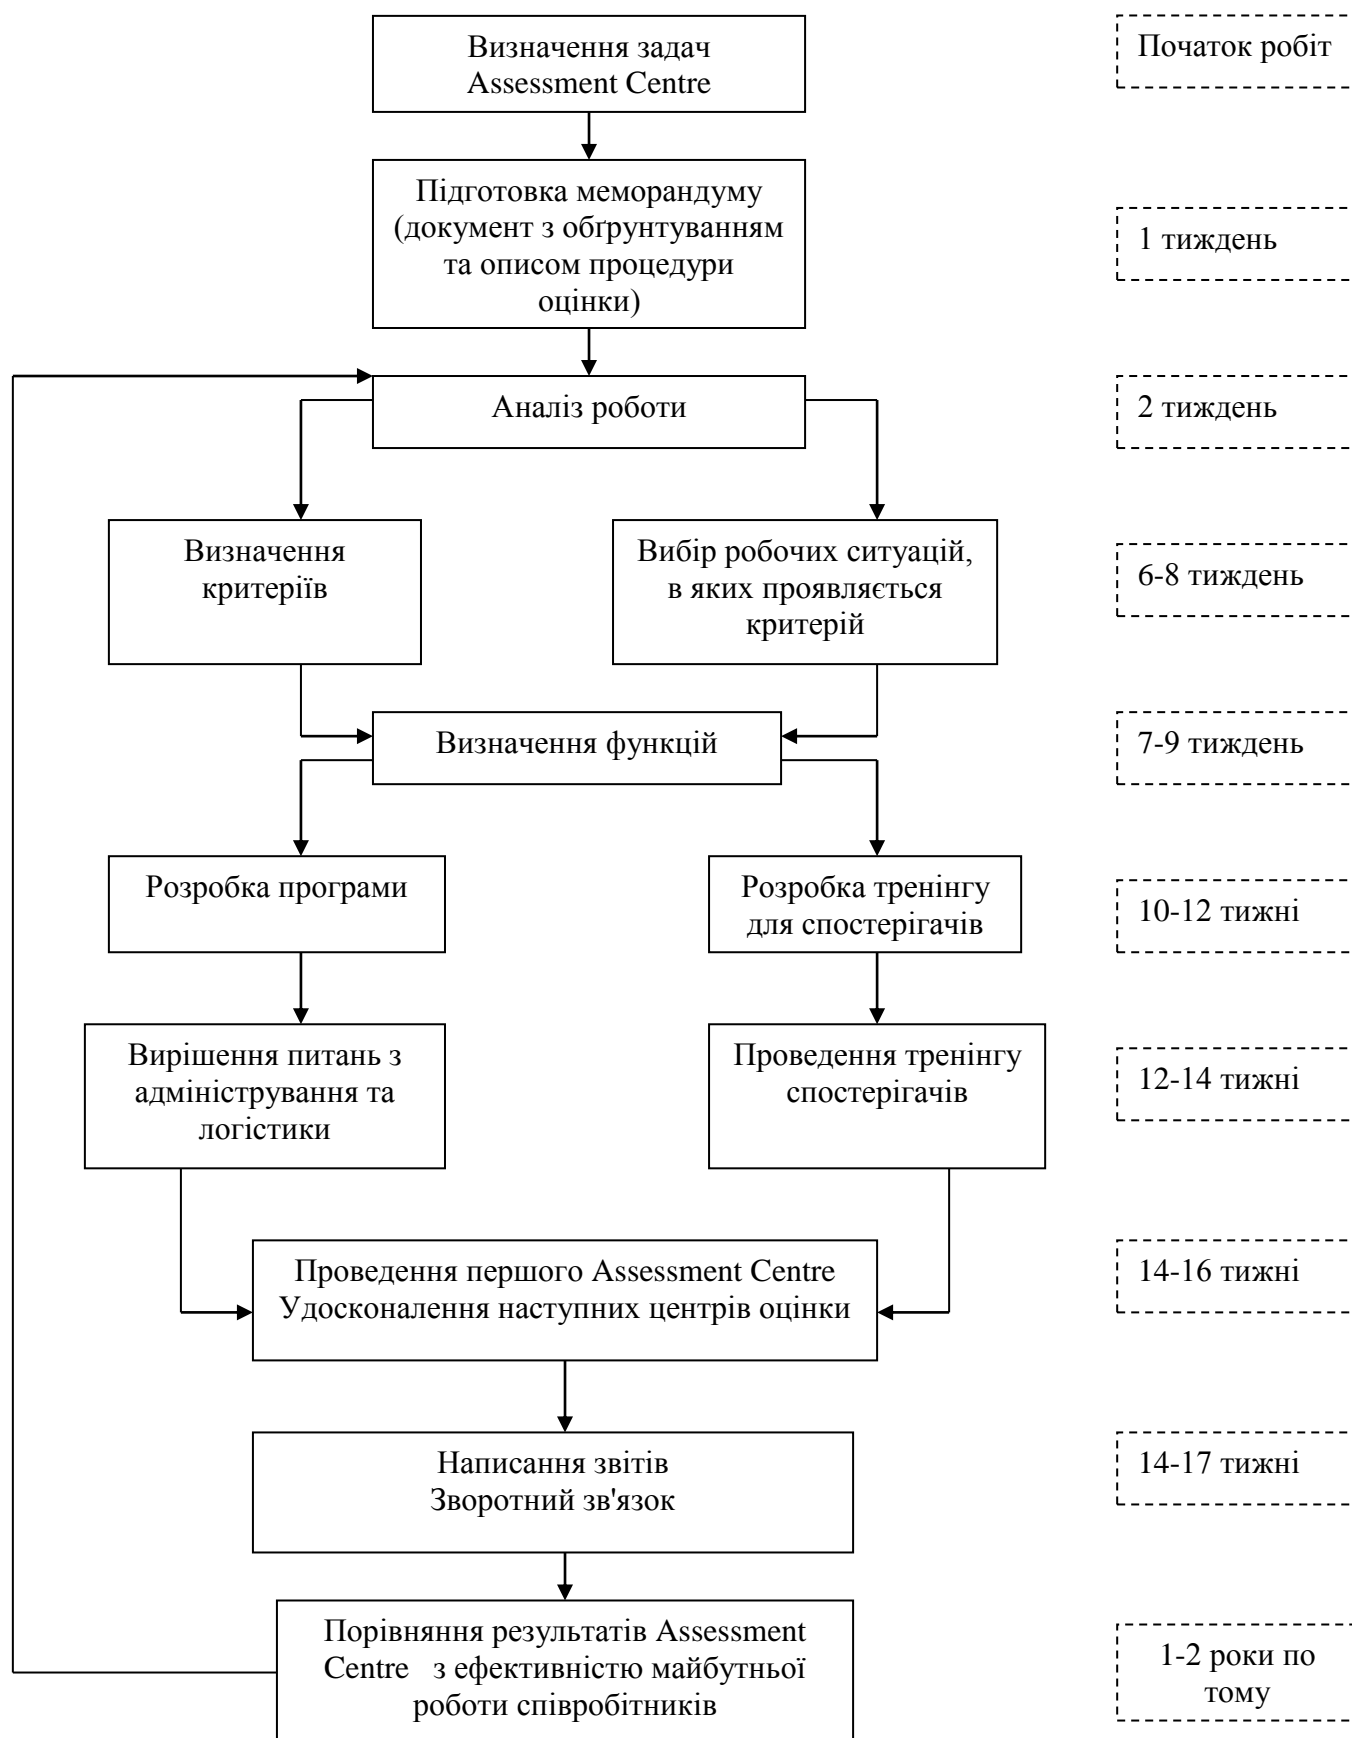 Визначення задач
Assessment Centre
Початок робіт
Підготовка меморандуму
(документ з обґрунтуванням
та описом процедури
оцінки)
1 тиждень
Аналіз роботи
2 тиждень
Визначення
критеріїв
Вибір робочих ситуацій,
в яких проявляється
критерій
6-8 тиждень
Визначення функцій
7-9 тиждень
Розробка програми
Розробка тренінгу
для спостерігачів
10-12 тижні
Вирішення питань з
адміністрування та
логістики
Проведення тренінгу
спостерігачів
12-14 тижні
Проведення першого Assessment Centre
Удосконалення наступних центрів оцінки
14-16 тижні
Написання звітів
Зворотний зв'язок
14-17 тижні
Порівняння результатів Assessment
Centre з ефективністю майбутньої
роботи співробітників
1-2 роки по
тому